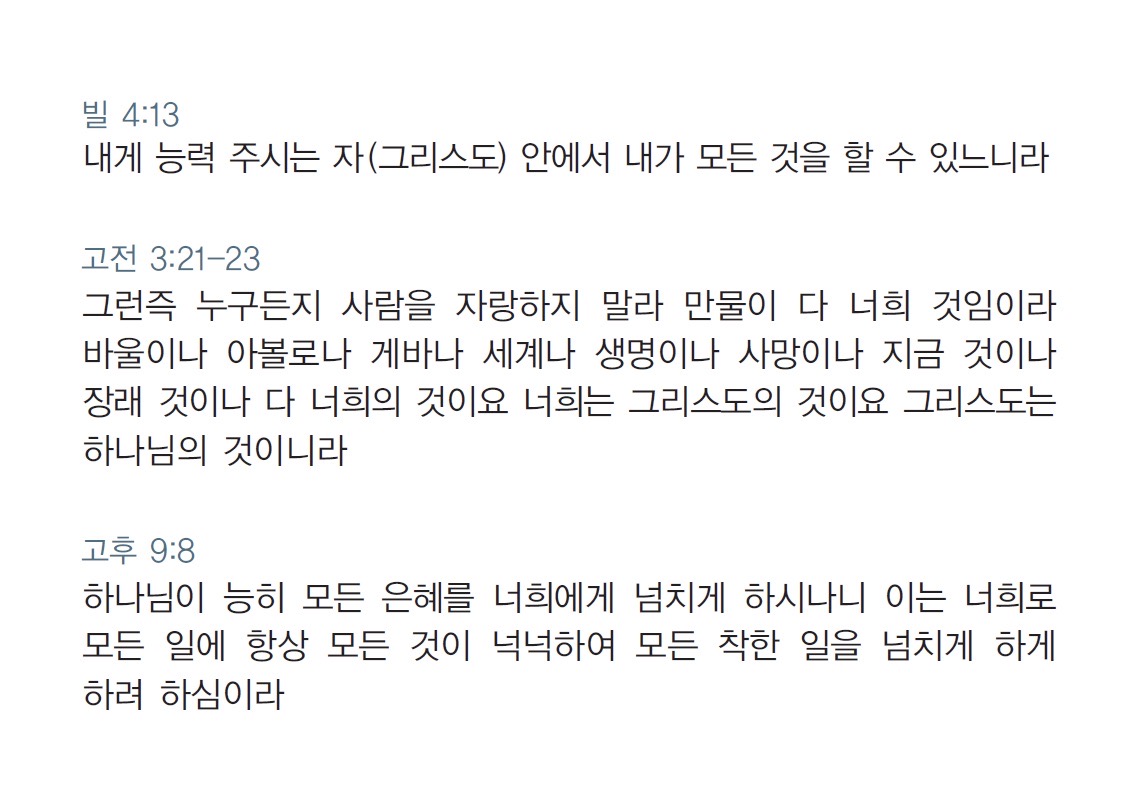 빌 4:13
내게 능력 주시는 자(그리스도) 안에서 내가 모든 것을 할 수 있느니라
고전 3:21–23
그런즉 누구든지 사람을 자랑하지 말라 만물이 다 너희 것임이라
바울이나 아볼로나 게바나 세계나 생명이나 사망이나 지금 것이나
장래 것이나 다 너희의 것이요 너희는 그리스도의 것이요 그리스도는
하나님의 것이니라
고후 9:8
하나님이 능히 모든 은혜를 너희에게 넘치게 하시나니 이는 너희로
모든 일에 항상 모든 것이 넉넉하여 모든 착한 일을 넘치게 하게
하려 하심이라